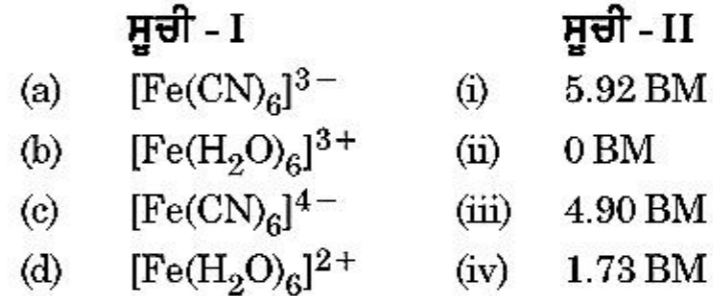 ਸੂਚੀ - I ਸੂਚੀ - II
(a) [Fe(CN)₆]³⁻ (i) 5.92 BM
(b) [Fe(H₂O)₆]³⁺ (ii) 0 BM
(c) [Fe(CN)₆]⁴⁻ (iii) 4.90 BM
(d) [Fe(H₂O)₆]²⁺ (iv) 1.73 BM